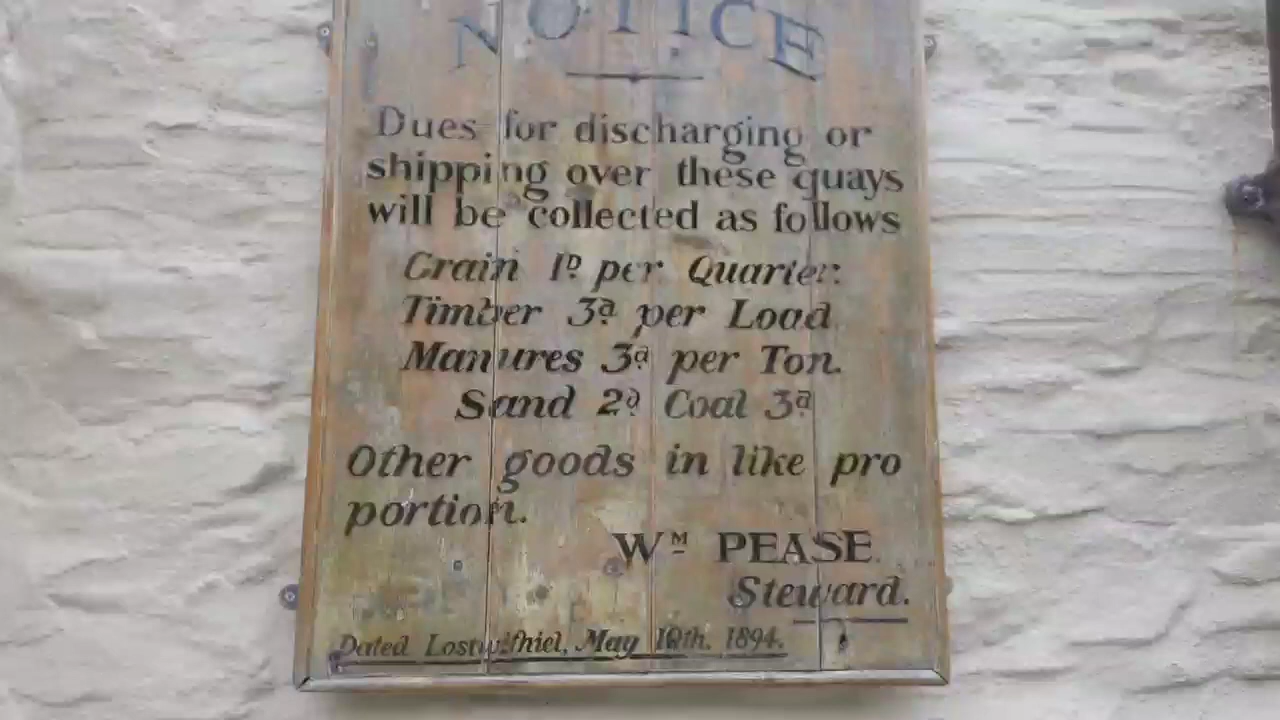 NOTICE
Dues for discharging or
shipping over these quays
will be collected as follows
Grain 1D per Quarter.
Timber 3d per Load
Manures 3d per Ton.
Sand 2d Coal 3d
Other goods in like pro
portion.
WM PEASE.
Steward.
Dated Lostwithiel, May 10th. 1894.